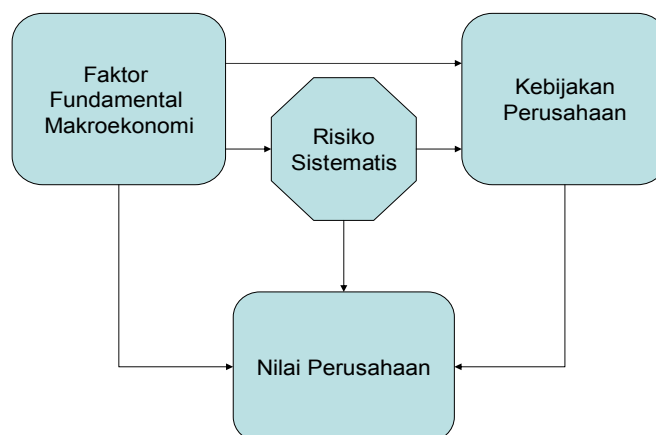 Faktor
Fundamental
Makroekonomi
Risiko
Sistematis
Kebijakan
Perusahaan
Nilai Perusahaan